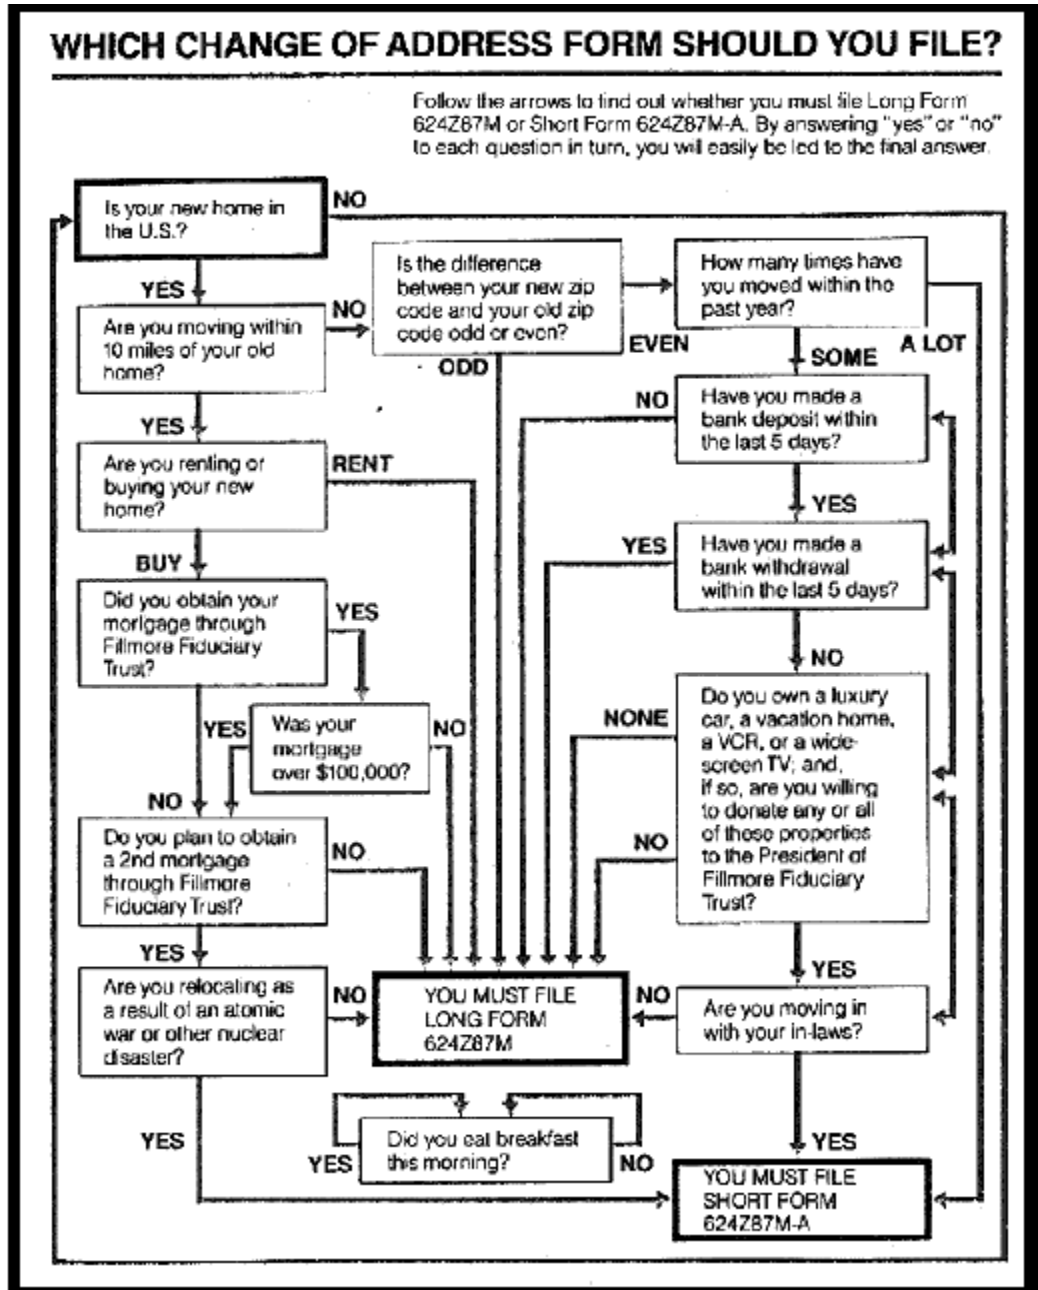 WHICH CHANGE OF ADDRESS FORM SHOULD YOU FILE?
Follow the arrows to find out whether you must file Long Form
624Z87M or Short Form 624Z87M-A. By answering "yes" or "no"
to each question in turn, you will easily be led to the final answer.
Is your new home in
the U.S.?
NO
YES
Are you moving within
10 miles of your old
home?
NO
Is the difference
between your new zip
code and your old zip
code odd or even?
ODD
EVEN
How many times have
you moved within the
past year?
SOME
A LOT
YES
Are you renting or
buying your new
home?
RENT
BUY
NO
Have you made a
bank deposit within
the last 5 days?
YES
Did you obtain your
mortgage through
Fillmore Fiduciary
Trust?
YES
YES
Have you made a
bank withdrawal
within the last 5 days?
NO
YES
Was your
mortgage
over $100,000?
NO
NO
NONE
Do you own a luxury
car, a vacation home,
a VCR, or a wide-
screen TV; and,
if so, are you willing
to donate any or all
of these properties
to the President of
Fillmore Fiduciary
Trust?
NO
YES
Do you plan to obtain
a 2nd mortgage
through Fillmore
Fiduciary Trust?
NO
YES
Are you relocating as
a result of an atomic
war or other nuclear
disaster?
NO
YOU MUST FILE
LONG FORM
624Z87M
NO
Are you moving in
with your in-laws?
YES
YES
Did you eat breakfast
this morning?
YES
NO
YOU MUST FILE
SHORT FORM
624Z87M-A